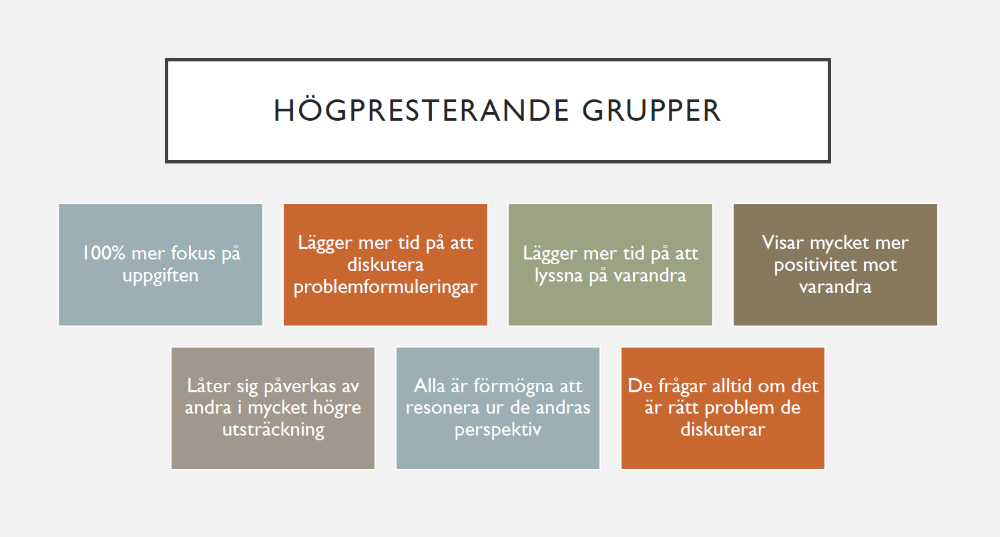 HÖGPRESTERANDE GRUPPER
100% mer fokus på
uppgiften
Lägger mer tid på att
diskutera
problemformuleringar
Lägger mer tid på att
lyssna på varandra
Visar mycket mer
positivitet mot
varandra
Låter sig påverkas av
andra i mycket högre
utsträckning
Alla är förmögna att
resonera ur de andras
perspektiv
De frågar alltid om det
är rätt problem de
diskuterar